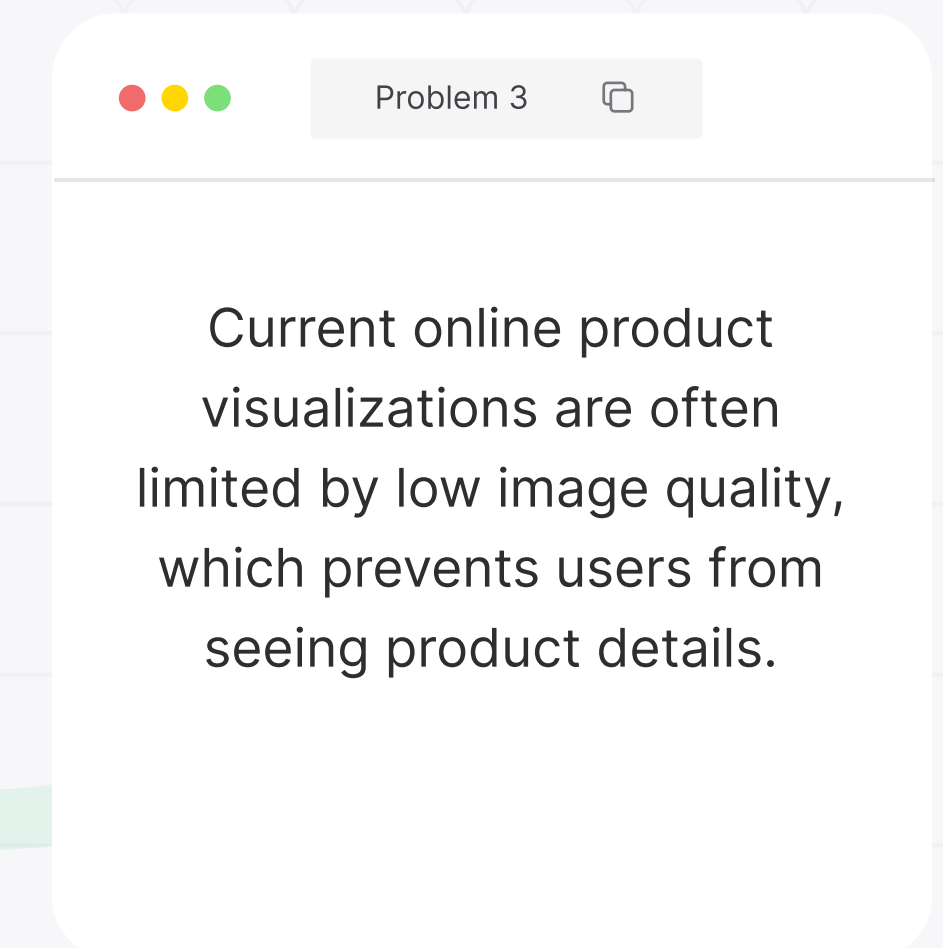 Problem 3
Current online product
visualizations are often
limited by low image quality,
which prevents users from
seeing product details.